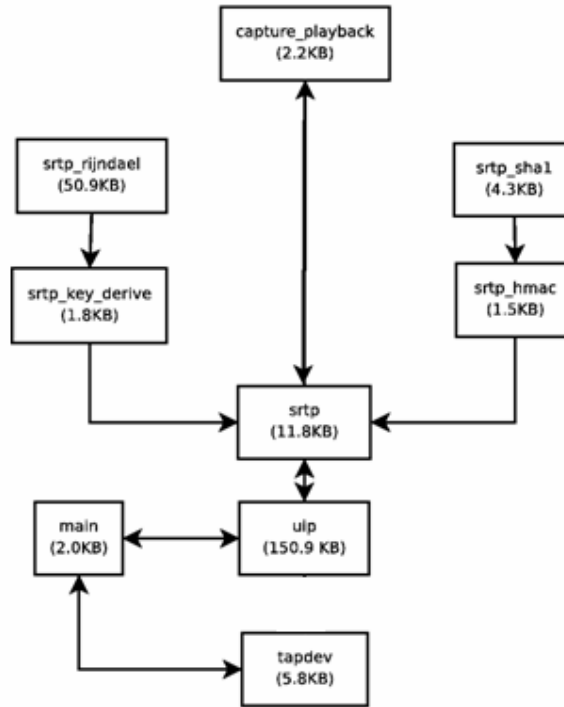 capture_playback
(2.2KB)
srtp_rijndael
(50.9KB)
srtp_sha1
(4.3KB)
srtp_key_derive
(1.8KB)
srtp_hmac
(1.5KB)
srtp
(11.8KB)
main
(2.0KB)
uip
(150.9 KB)
tapdev
(5.8KB)